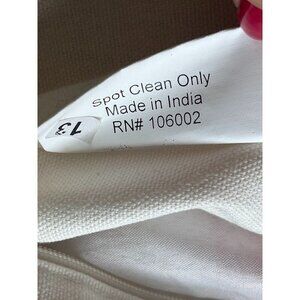 Spot Clean Only
Made in India
RN# 106002
13